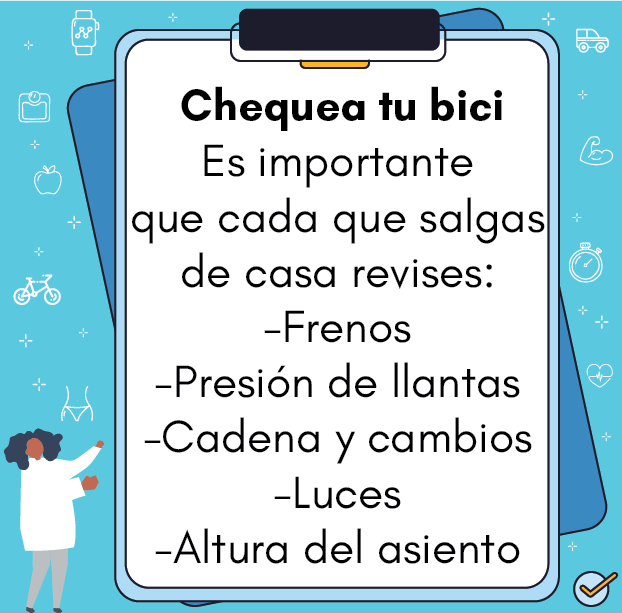 Chequea tu bici
Es importante
que cada que salgas
de casa revises:
-Frenos
-Presión de llantas
-Cadena y cambios
-Luces
-Altura del asiento